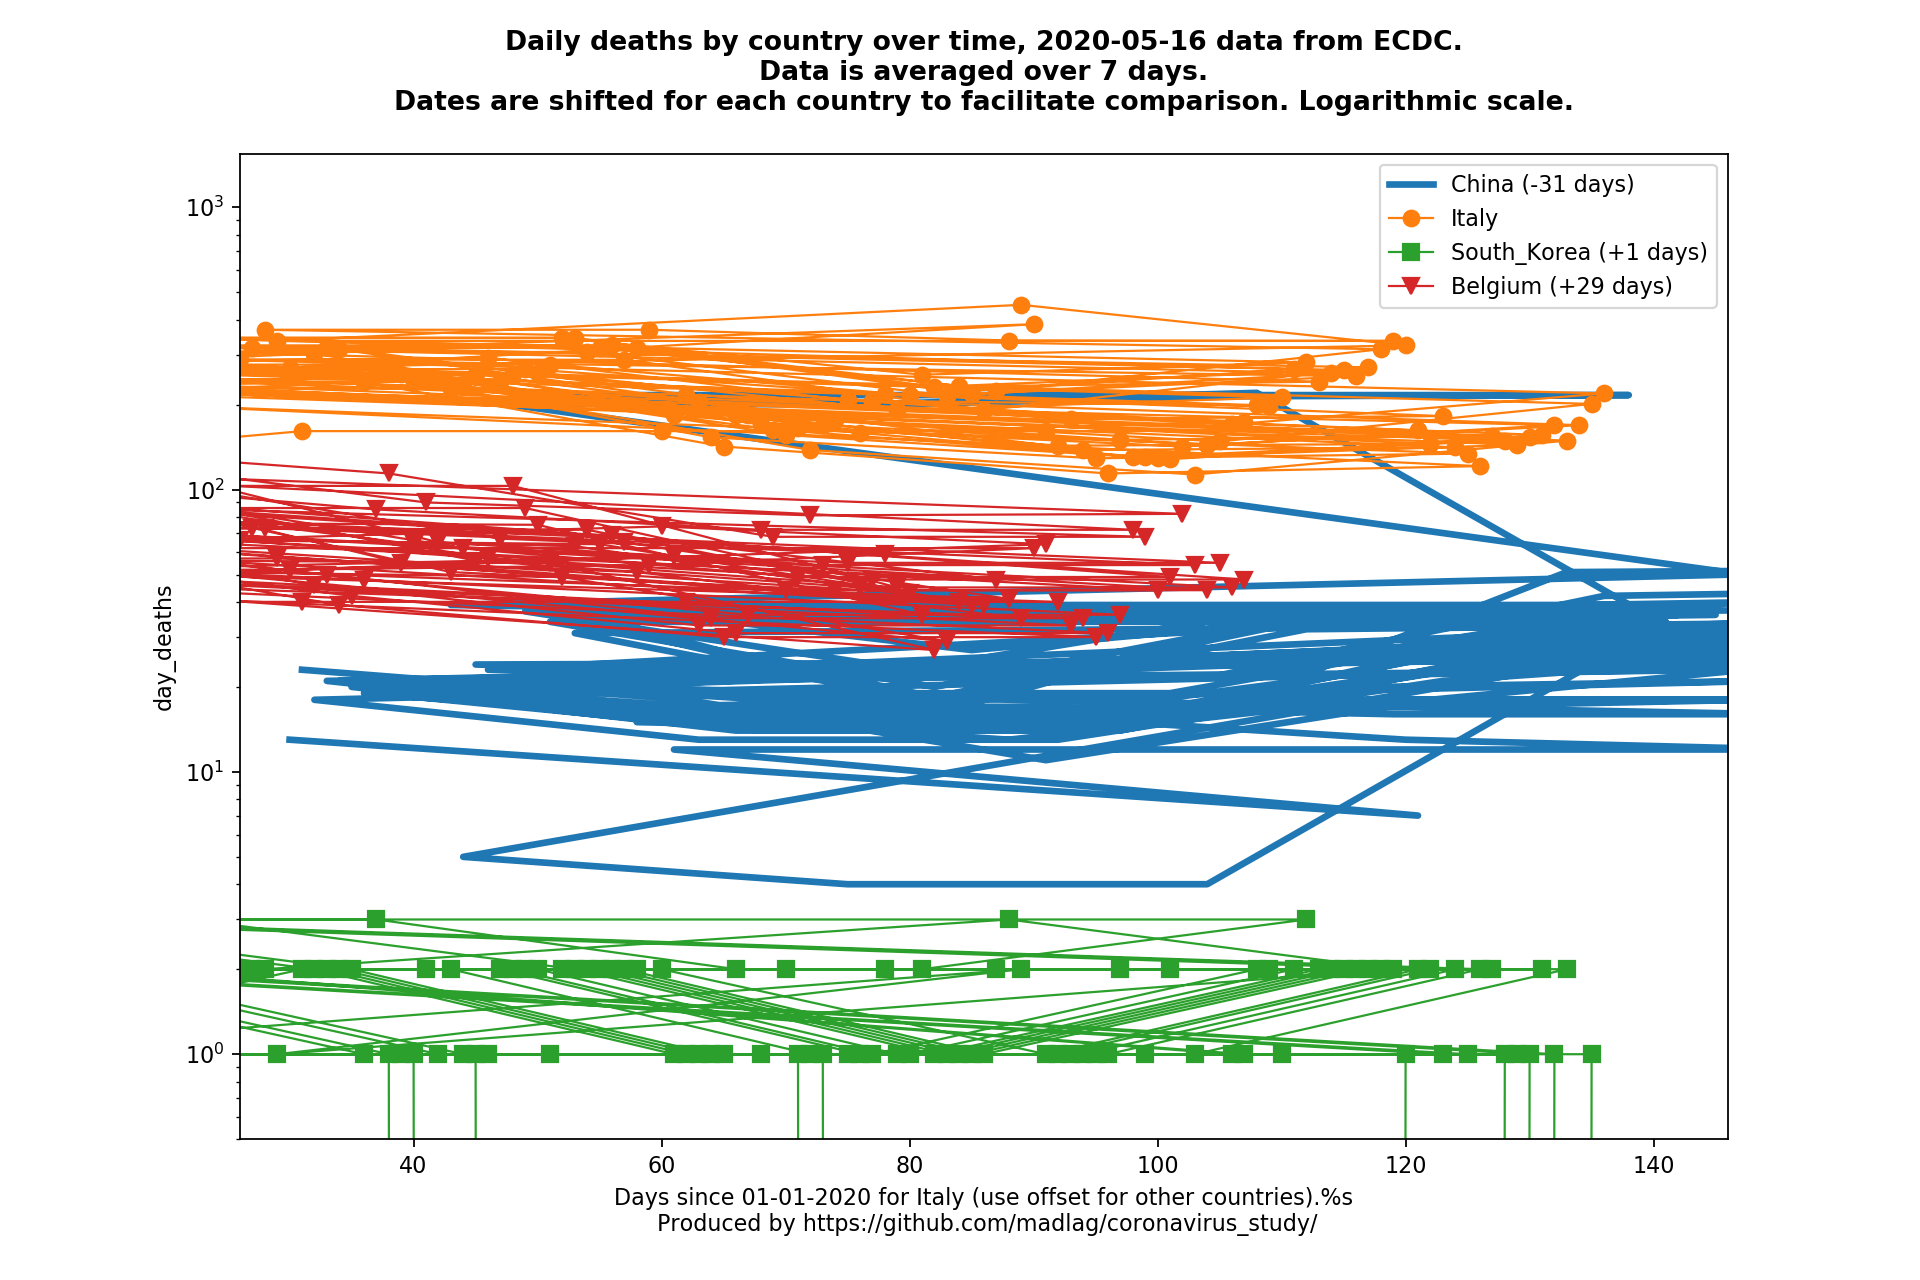 Daily deaths by country over time, 2020-05-16 data from ECDC.
Data is averaged over 7 days.
Dates are shifted for each country to facilitate comparison. Logarithmic scale.
China (-31 days)
Italy
South_Korea (+1 days)
Belgium (+29 days)
day_deaths
10³
10²
10¹
10⁰
40 60 80 100 120 140
Days since 01-01-2020 for Italy (use offset for other countries).%s
Produced by https://github.com/madlag/coronavirus_study/